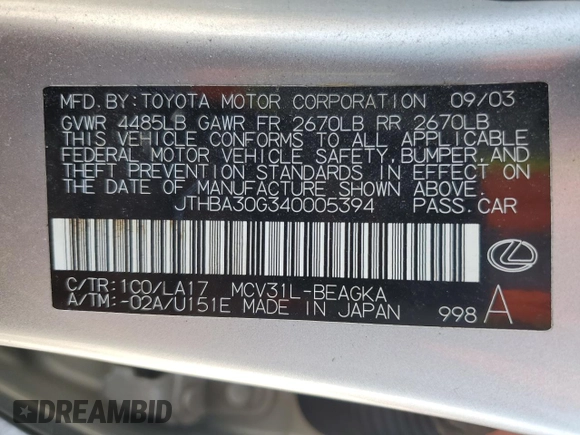 MFD. BY: TOYOTA MOTOR CORPORATION 09/03
GVWR 4485LB GAWR FR 2670LB RR 2670LB
THIS VEHICLE CONFORMS TO ALL APPLICABLE
FEDERAL MOTOR VEHICLE SAFETY, BUMPER, AND
THEFT PREVENTION STANDARDS IN EFFECT ON
THE DATE OF MANUFACTURE SHOWN ABOVE.
JTHBA30G340005394 PASS. CAR
C/TR: 1C0/LA17 MCV31L-BEAGKA
A/TM: -02A/U151E MADE IN JAPAN 998 A
DREAMBID